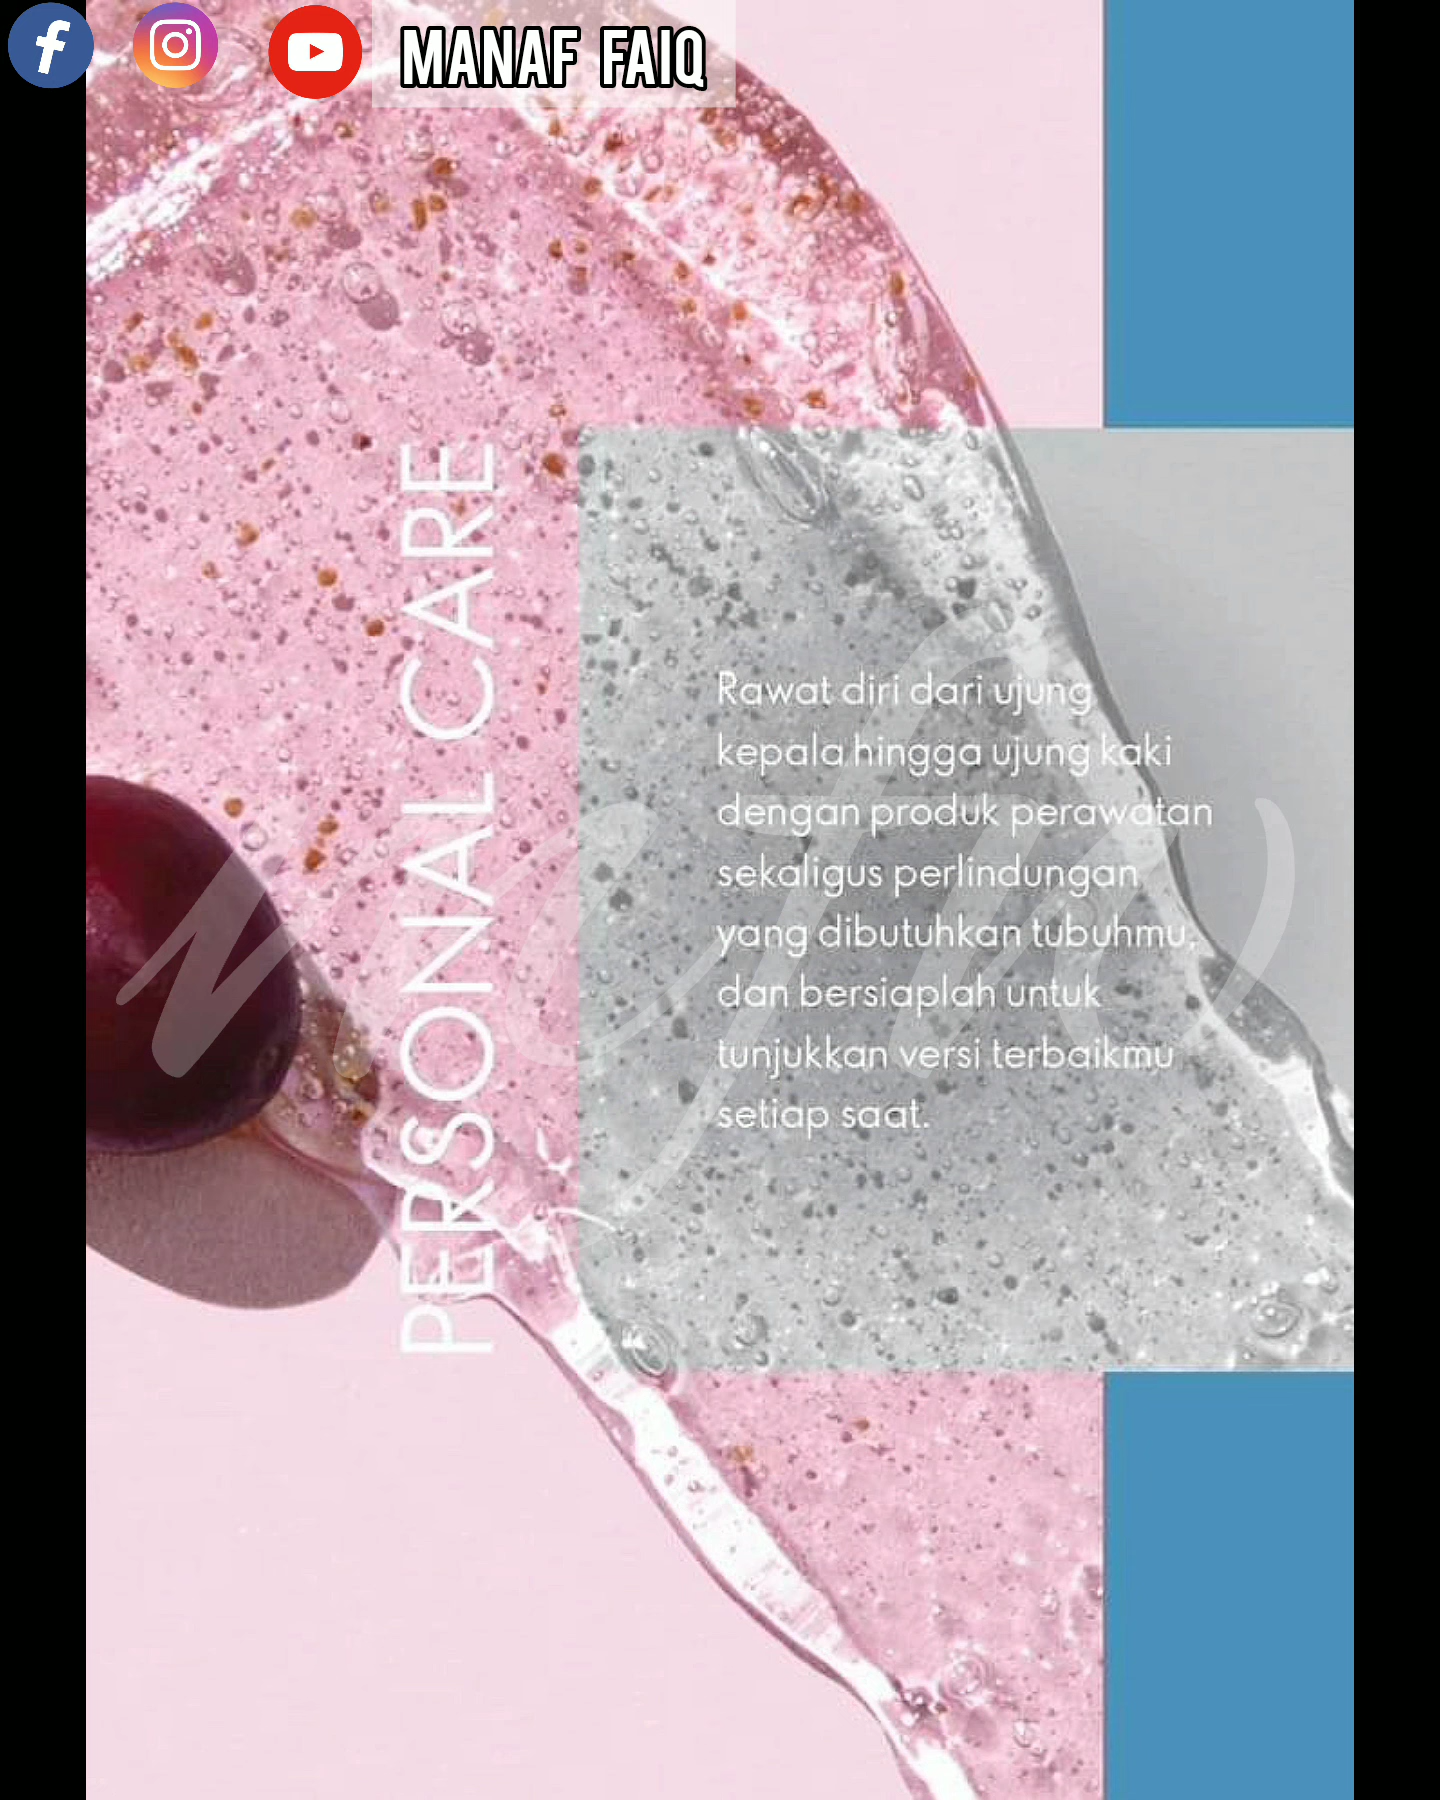 MANAF FAIQ
PERSONAL CARE
Rawat diri dari ujung
kepala hingga ujung kaki
dengan produk perawatan
sekaligus perlindungan
yang dibutuhkan tubuhmu,
dan bersiaplah untuk
tunjukkan versi terbaikmu
setiap saat.